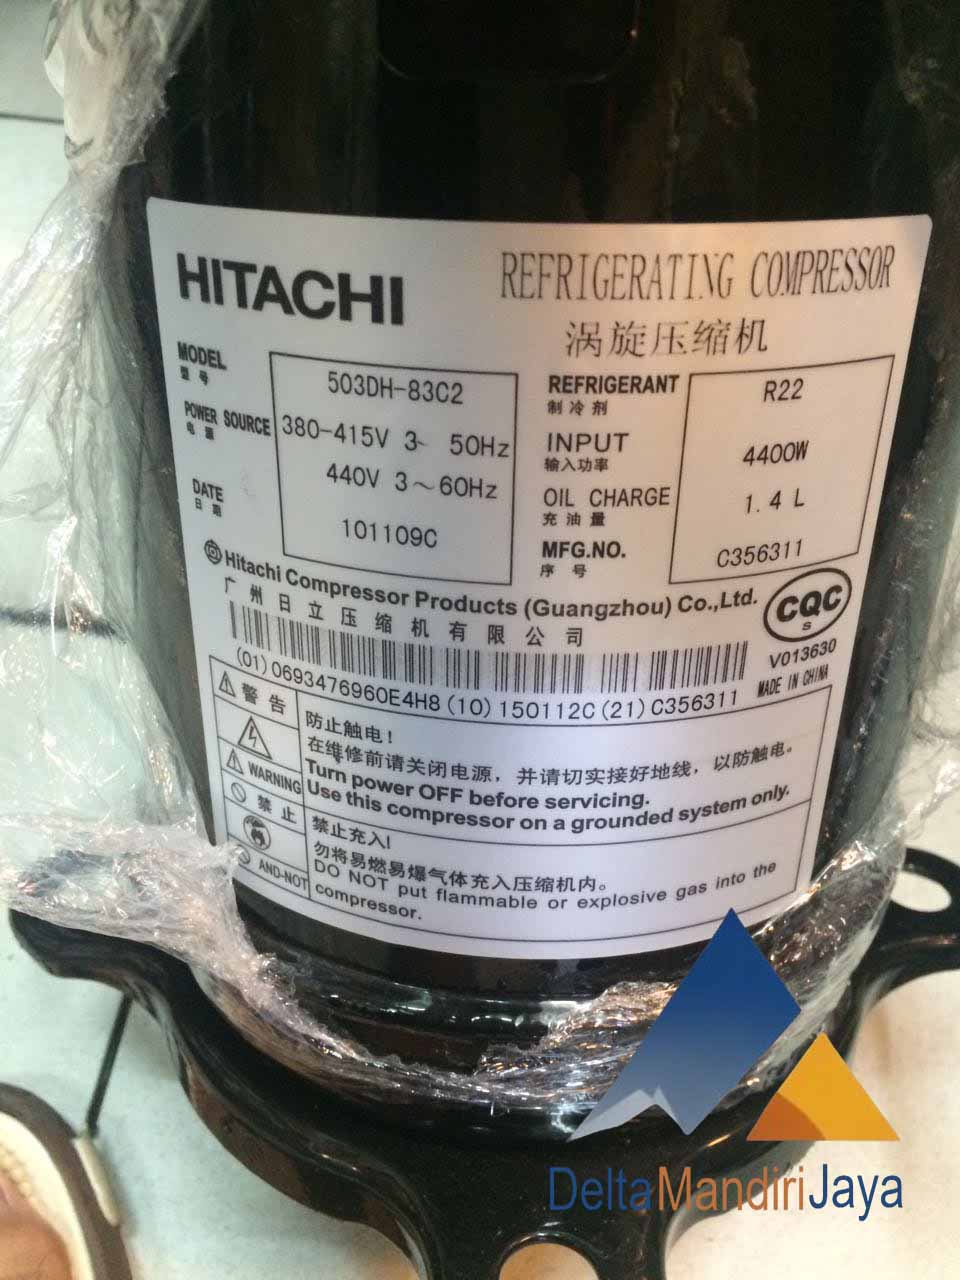 HITACHI
REFRIGERATING COMPRESSOR
涡旋压缩机
MODEL
型号
503DH-83C2
POWER SOURCE
电源
380-415V 3~ 50Hz
440V 3~60Hz
DATE
日期
101109C
REFRIGERANT
制冷剂
R22
INPUT
输入功率
4400W
OIL CHARGE
充油量
1.4 L
MFG.NO.
序号
C356311
Hitachi Compressor Products (Guangzhou) Co.,Ltd.
广州日立压缩机有限公司
CQC
S
V013630
MADE IN CHINA
(01)0693476960E4H8(10)150112C(21)C356311
警告
WARNING
防止触电!
在维修前请关闭电源，并请切实接好地线，以防触电。
Turn power OFF before servicing.
Use this compressor on a grounded system only.
禁止
AND-NOT
禁止充入!
勿将易燃易爆气体充入压缩机内。
DO NOT put flammable or explosive gas into the
compressor.
DeltaMandiriJaya